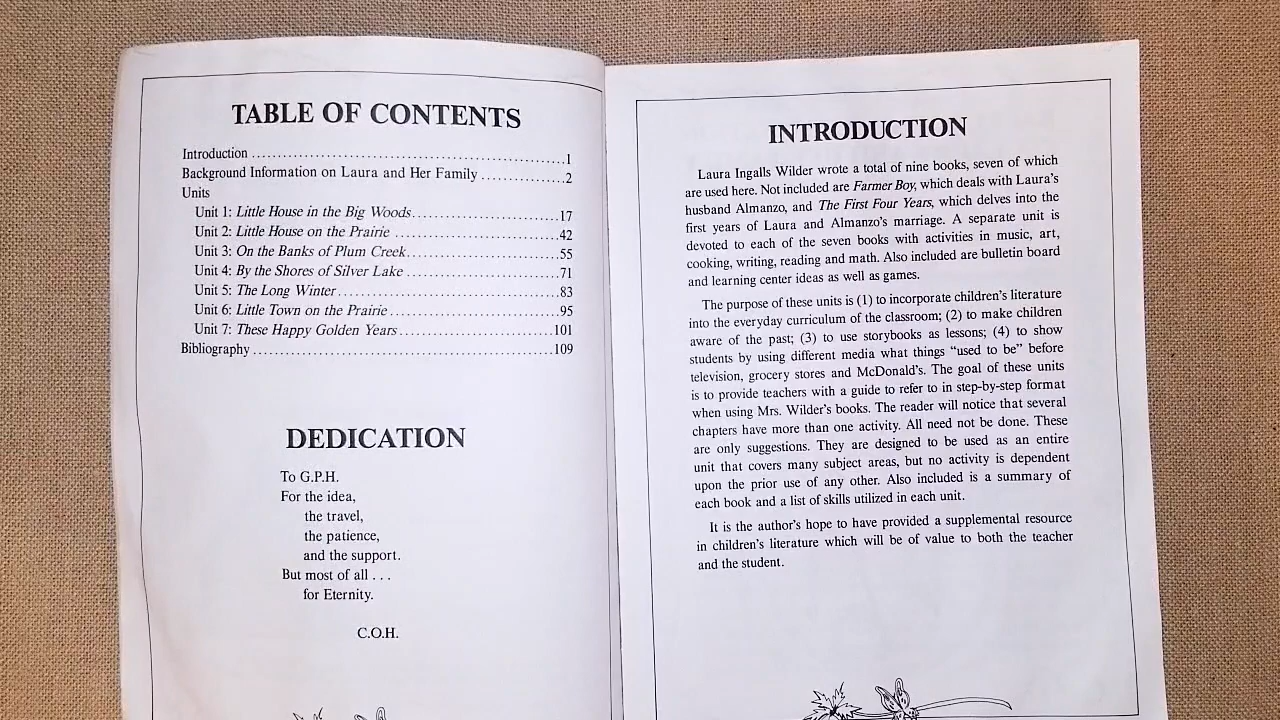 TABLE OF CONTENTS
Introduction ........................................ 1
Background Information on Laura and Her Family ............ 2
Units
Unit 1: Little House in the Big Woods..................... 17
Unit 2: Little House on the Prairie ....................... 42
Unit 3: On the Banks of Plum Creek...................... 55
Unit 4: By the Shores of Silver Lake ...................... 71
Unit 5: The Long Winter................................ 83
Unit 6: Little Town on the Prairie........................ 95
Unit 7: These Happy Golden Years ...................... 101
Bibliography ........................................ 109
DEDICATION
To G.P.H.
For the idea,
the travel,
the patience,
and the support.
But most of all . . .
for Eternity.
C.O.H.
INTRODUCTION
Laura Ingalls Wilder wrote a total of nine books, seven of which
are used here. Not included are Farmer Boy, which deals with Laura's
husband Almanzo, and The First Four Years, which delves into the
first years of Laura and Almanzo's marriage. A separate unit is
devoted to each of the seven books with activities in music, art,
cooking, writing, reading and math. Also included are bulletin board
and learning center ideas as well as games.
The purpose of these units is (1) to incorporate children's literature
into the everyday curriculum of the classroom; (2) to make children
aware of the past; (3) to use storybooks as lessons; (4) to show
students by using different media what things "used to be" before
television, grocery stores and McDonald's. The goal of these units
is to provide teachers with a guide to refer to in step-by-step format
when using Mrs. Wilder's books. The reader will notice that several
chapters have more than one activity. All need not be done. These
are only suggestions. They are designed to be used as an entire
unit that covers many subject areas, but no activity is dependent
upon the prior use of any other. Also included is a summary of
each book and a list of skills utilized in each unit.
It is the author's hope to have provided a supplemental resource
in children's literature which will be of value to both the teacher
and the student.